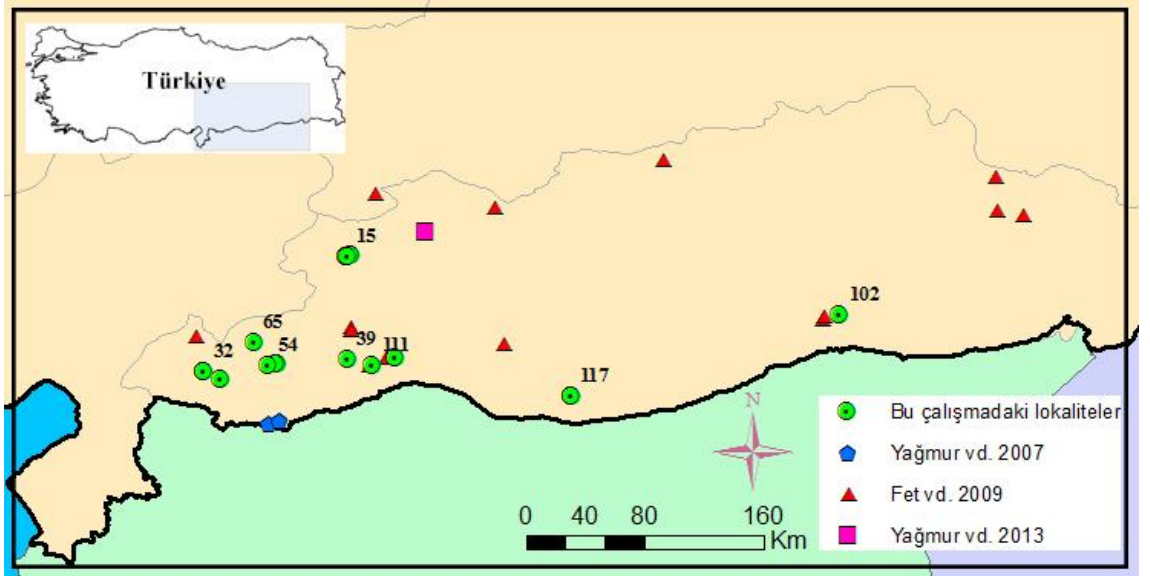 Türkiye
15
102
65
54
32
39
111
117
N
Bu çalışmadaki lokaliteler
Yağmur vd. 2007
Fet vd. 2009
Yağmur vd. 2013
0 40 80 160
Km